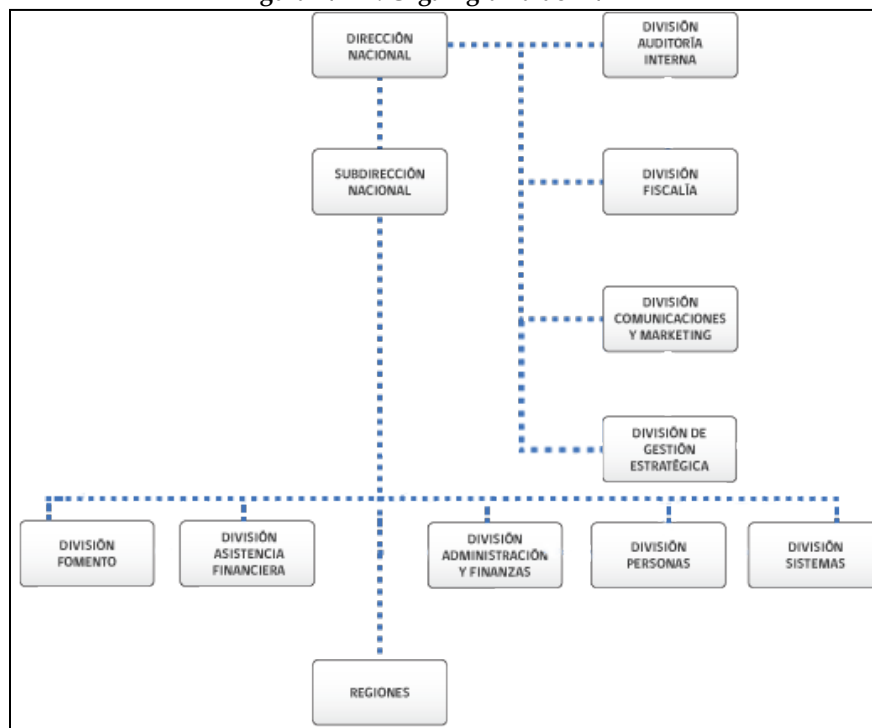 DIRECCIÓN
NACIONAL
DIVISIÓN
AUDITORÍA
INTERNA
SUBDIRECCIÓN
NACIONAL
DIVISIÓN
FISCALÍA
DIVISIÓN
COMUNICACIONES
Y MARKETING
DIVISIÓN DE
GESTIÓN
ESTRATÉGICA
DIVISIÓN
FOMENTO
DIVISIÓN
ASISTENCIA
FINANCIERA
DIVISIÓN
ADMINISTRACIÓN
Y FINANZAS
DIVISIÓN
PERSONAS
DIVISIÓN
SISTEMAS
REGIONES